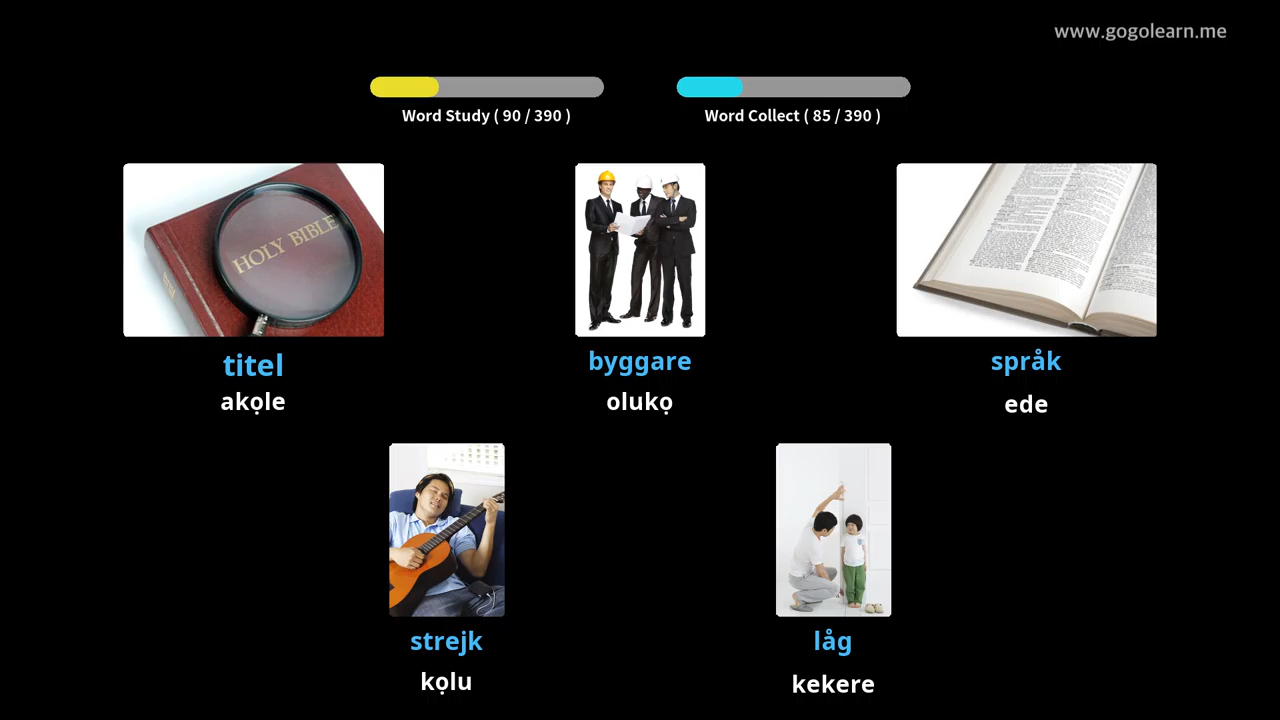 www.gogolearn.me
Word Study ( 90 / 390 )
Word Collect ( 85 / 390 )
HOLY BIBLE
titel
akọle
byggare
olukọ
språk
ede
strejk
kọlu
låg
kekere